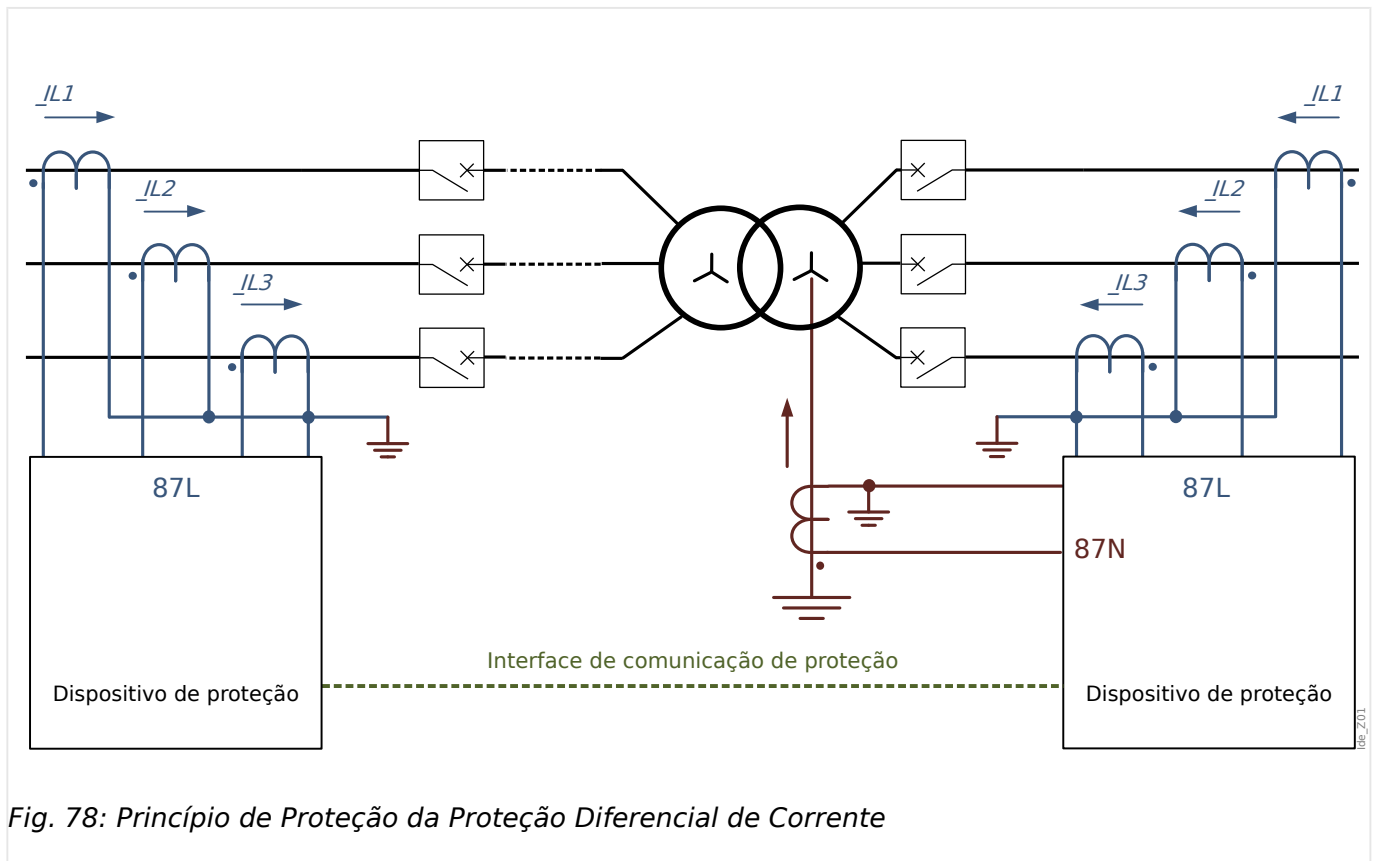 _IL1
_IL1
_IL2
_IL2
_IL3
_IL3
87L
87L
87N
Interface de comunicação de proteção
Dispositivo de proteção
Dispositivo de proteção
Ide_Z01
Fig. 78: Princípio de Proteção da Proteção Diferencial de Corrente